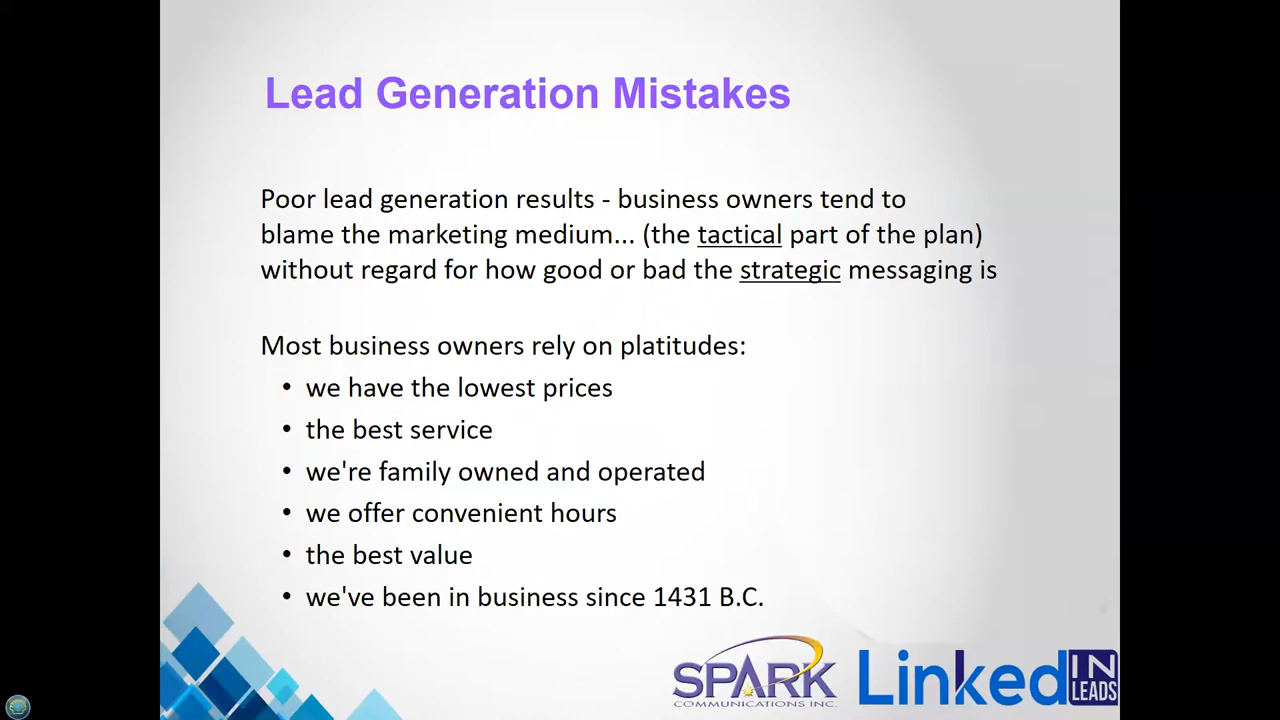 Lead Generation Mistakes
Poor lead generation results - business owners tend to
blame the marketing medium... (the tactical part of the plan)
without regard for how good or bad the strategic messaging is
Most business owners rely on platitudes:
• we have the lowest prices
• the best service
• we're family owned and operated
• we offer convenient hours
• the best value
• we've been in business since 1431 B.C.
SPARK
COMMUNICATIONS INC.
Linked IN
LEADS